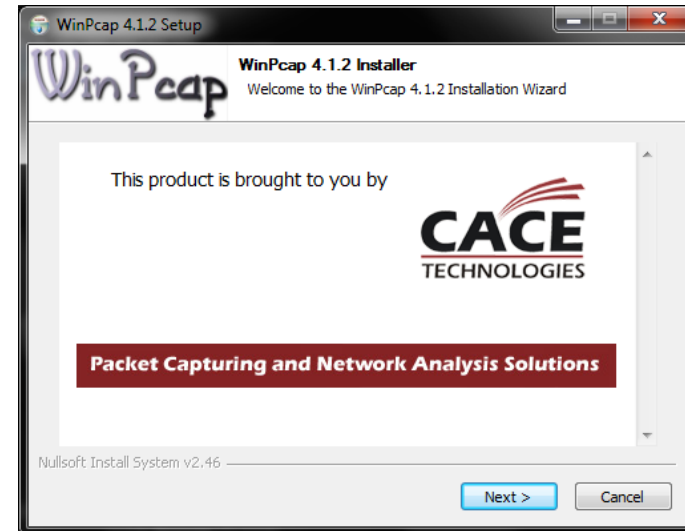 WinPcap 4.1.2 Setup
WinPcap
WinPcap 4.1.2 Installer
Welcome to the WinPcap 4.1.2 Installation Wizard
This product is brought to you by
CACE
TECHNOLOGIES
Packet Capturing and Network Analysis Solutions
Nullsoft Install System v2.46
Next >
Cancel